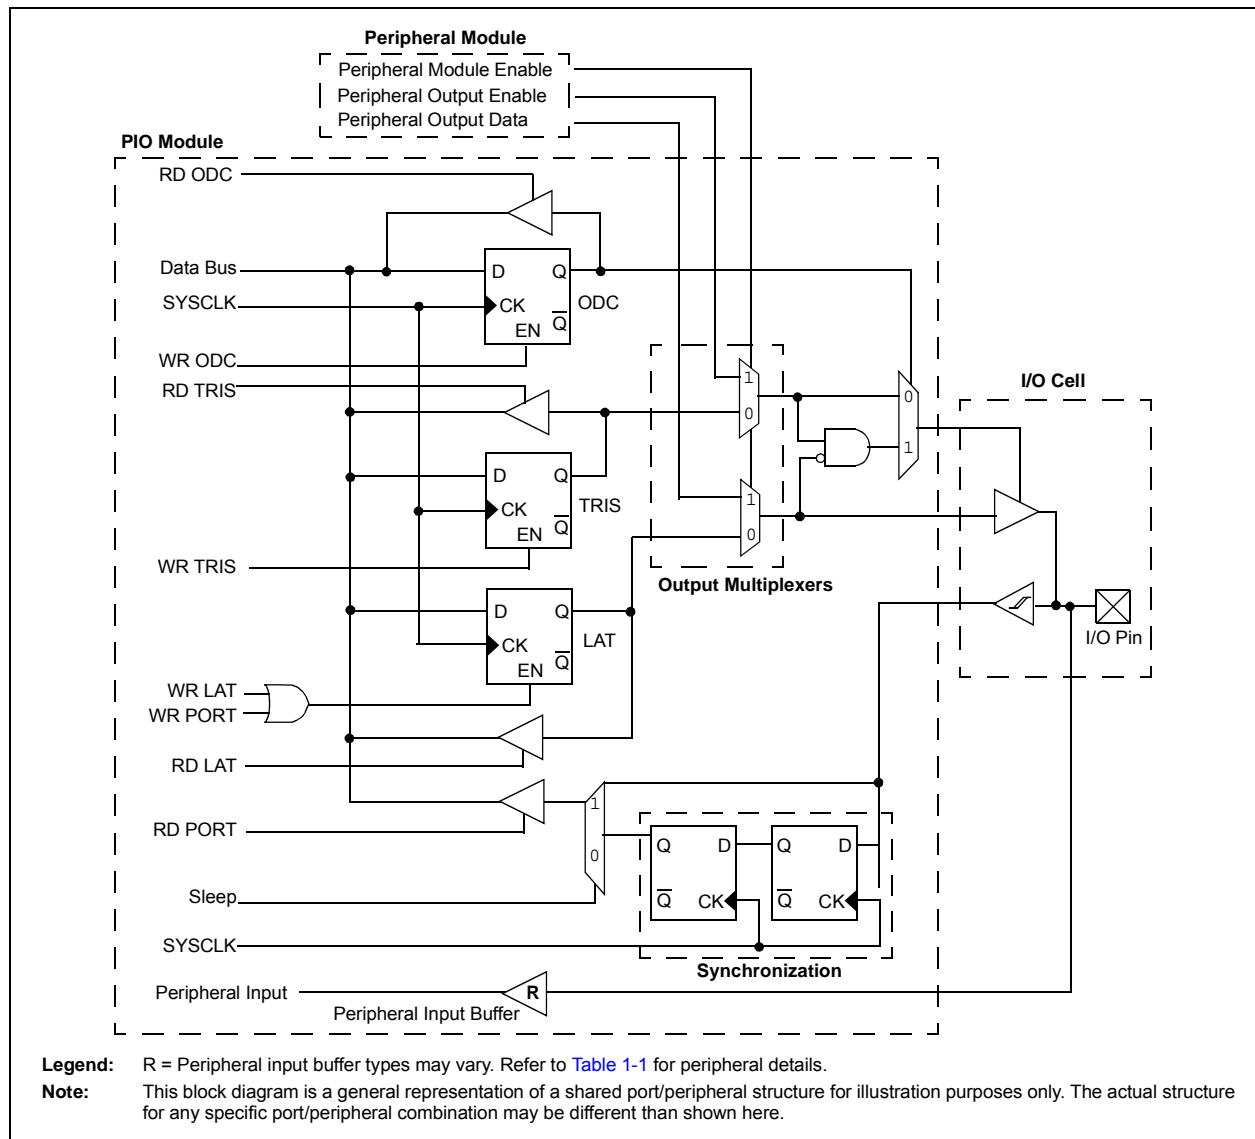 Peripheral Module
Peripheral Module Enable
Peripheral Output Enable
Peripheral Output Data
PIO Module
RD ODC
Data Bus
D
Q
SYSCLK
CK
ODC
EN
Q
WR ODC
RD TRIS
1
0
0
1
I/O Cell
D
Q
CK
TRIS
EN
Q
1
0
WR TRIS
Output Multiplexers
D
Q
CK
LAT
EN
Q
I/O Pin
WR LAT
WR PORT
RD LAT
1
RD PORT
0
Q
D
Q
D
Q
CK
Q
CK
Sleep
SYSCLK
Synchronization
Peripheral Input
R
Peripheral Input Buffer
Legend: R = Peripheral input buffer types may vary. Refer to Table 1-1 for peripheral details.
Note: This block diagram is a general representation of a shared port/peripheral structure for illustration purposes only. The actual structure
for any specific port/peripheral combination may be different than shown here.